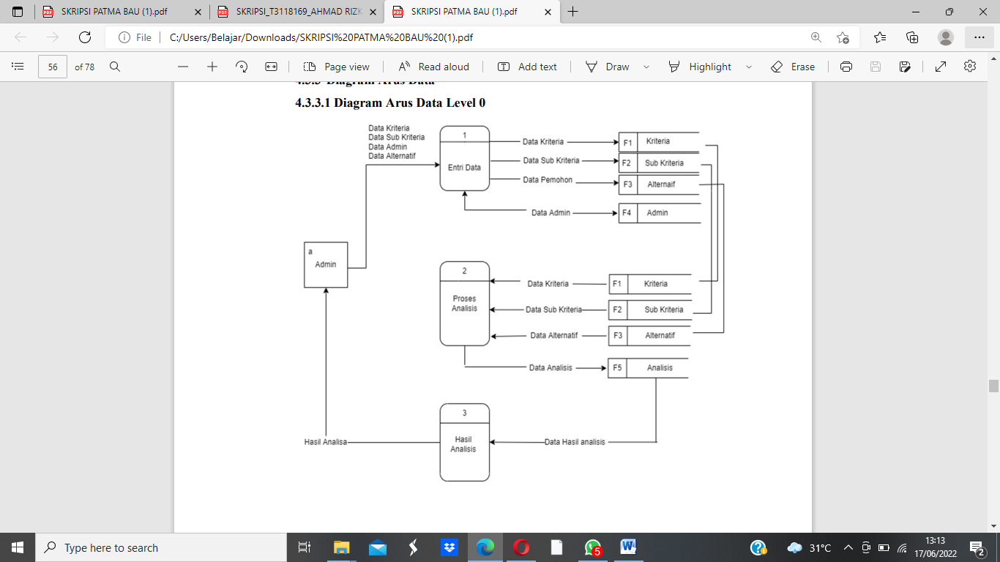 SKRIPSI PATMA BAU (1).pdf
SKRIPSI_T3118169_AHMAD RIZK
SKRIPSI PATMA BAU (1).pdf
File
C:/Users/Belajar/Downloads/SKRIPSI%20PATMA%20BAU%20(1).pdf
56
of 78
Page view
Read aloud
Add text
Draw
Highlight
Erase
4.3.3 Diagram Arus Data
4.3.3.1 Diagram Arus Data Level 0
Data Kriteria
Data Sub Kriteria
Data Admin
Data Alternatif
1
Entri Data
Data Kriteria
F1
Kriteria
Data Sub Kriteria
F2
Sub Kriteria
Data Pemohon
F3
Alternaif
Data Admin
F4
Admin
a
Admin
2
Proses
Analisis
Data Kriteria
F1
Kriteria
Data Sub Kriteria
F2
Sub Kriteria
Data Alternatif
F3
Alternatif
Data Analisis
F5
Analisis
3
Hasil
Analisis
Hasil Analisa
Data Hasil analisis
Type here to search
5
31°C
13:13
17/06/2022
2